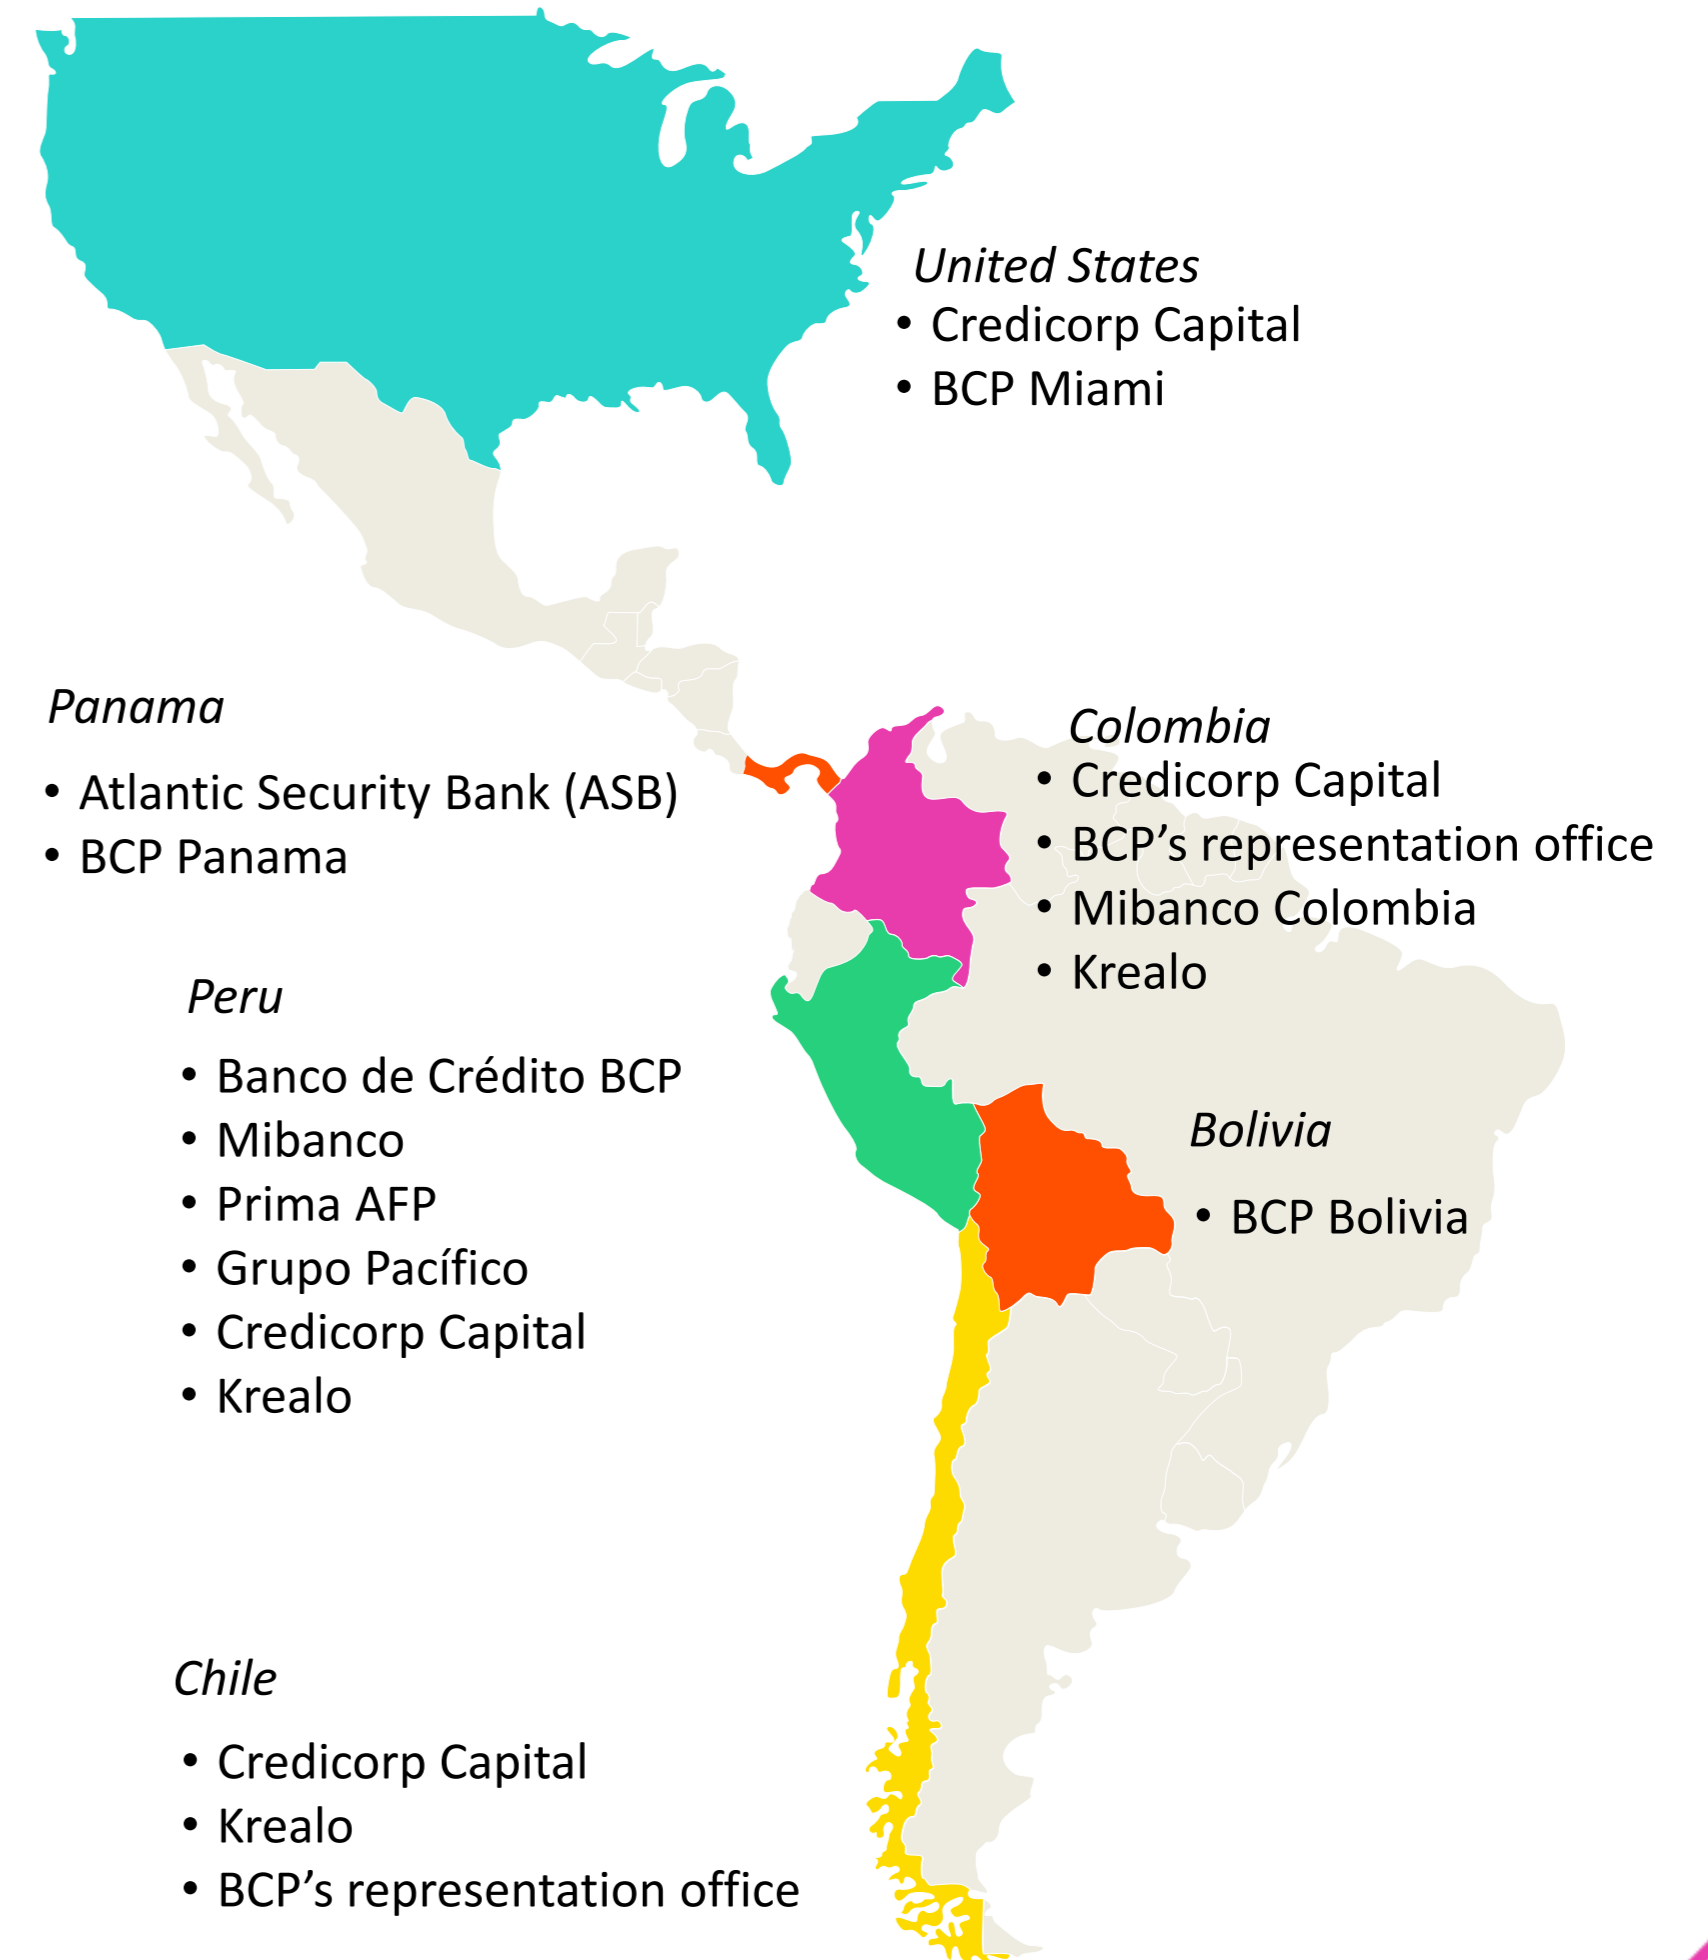 United States
• Credicorp Capital
• BCP Miami
Panama
• Atlantic Security Bank (ASB)
• BCP Panama
Colombia
• Credicorp Capital
• BCP’s representation office
• Mibanco Colombia
• Krealo
Peru
• Banco de Crédito BCP
• Mibanco
• Prima AFP
• Grupo Pacífico
• Credicorp Capital
• Krealo
Bolivia
• BCP Bolivia
Chile
• Credicorp Capital
• Krealo
• BCP’s representation office